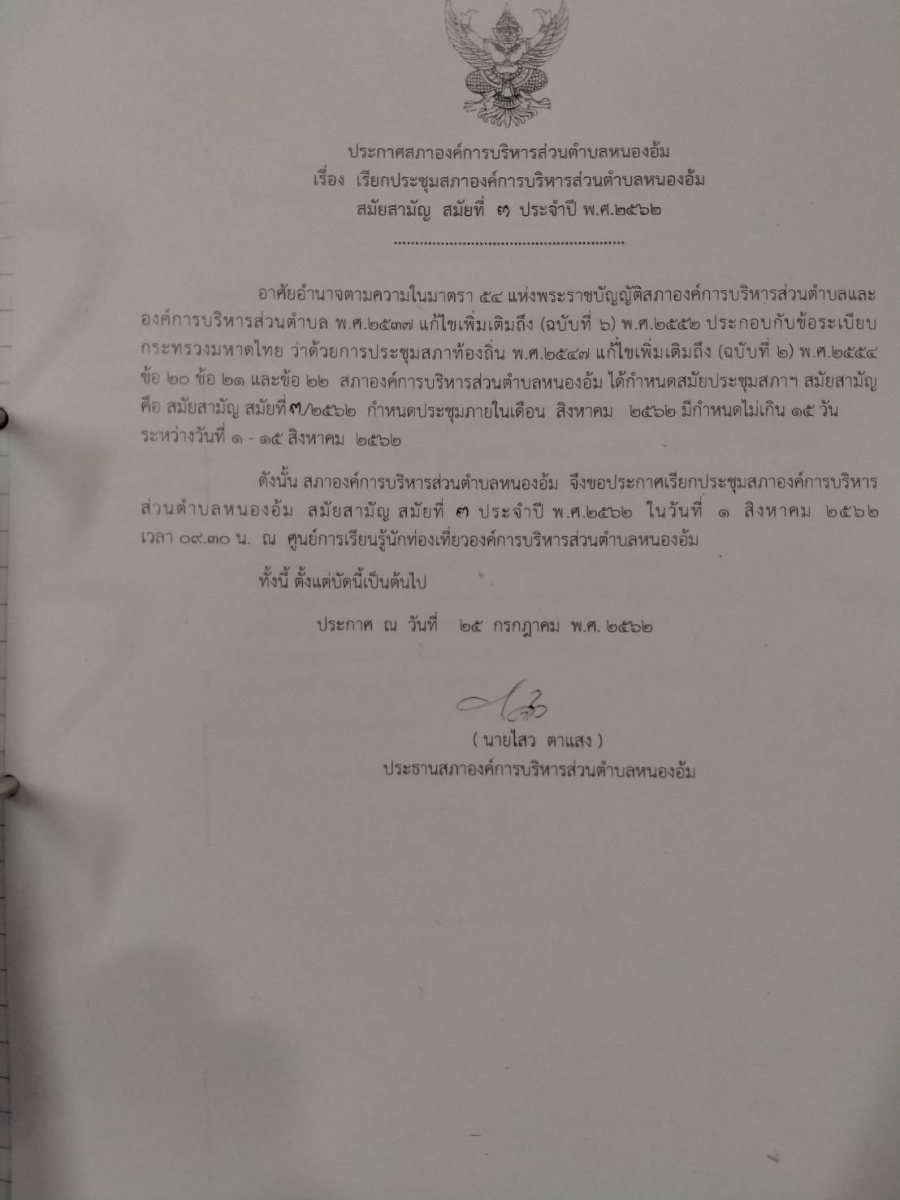 ประกาศสภาองค์การบริหารส่วนตำบลหนองอ้ม
เรื่อง เรียกประชุมสภาองค์การบริหารส่วนตำบลหนองอ้ม
สมัยสามัญ สมัยที่ ๓ ประจำปี พ.ศ.๒๕๖๒
......................................................
อาศัยอำนาจตามความในมาตรา ๕๔ แห่งพระราชบัญญัติสภาองค์การบริหารส่วนตำบลและ
องค์การบริหารส่วนตำบล พ.ศ.๒๕๓๗ แก้ไขเพิ่มเติมถึง (ฉบับที่ ๖) พ.ศ.๒๕๕๒ ประกอบกับข้อระเบียบ
กระทรวงมหาดไทย ว่าด้วยการประชุมสภาท้องถิ่น พ.ศ.๒๕๔๗ แก้ไขเพิ่มเติมถึง (ฉบับที่ ๒) พ.ศ.๒๕๕๔
ข้อ ๒๐ ข้อ ๒๑ และข้อ ๒๒ สภาองค์การบริหารส่วนตำบลหนองอ้ม ได้กำหนดสมัยประชุมสภาฯ สมัยสามัญ
คือ สมัยสามัญ สมัยที่ ๓/๒๕๖๒ กำหนดประชุมภายในเดือน สิงหาคม ๒๕๖๒ มีกำหนดไม่เกิน ๑๕ วัน
ระหว่างวันที่ ๑ - ๑๕ สิงหาคม ๒๕๖๒
ดังนั้น สภาองค์การบริหารส่วนตำบลหนองอ้ม จึงขอประกาศเรียกประชุมสภาองค์การบริหาร
ส่วนตำบลหนองอ้ม สมัยสามัญ สมัยที่ ๓ ประจำปี พ.ศ.๒๕๖๒ ในวันที่ ๑ สิงหาคม ๒๕๖๒
เวลา ๐๙.๓๐ น. ณ ศูนย์การเรียนรู้นักท่องเที่ยวองค์การบริหารส่วนตำบลหนองอ้ม
ทั้งนี้ ตั้งแต่บัดนี้เป็นต้นไป
ประกาศ ณ วันที่ ๒๕ กรกฎาคม พ.ศ. ๒๕๖๒
( นายไสว ตาแสง )
ประธานสภาองค์การบริหารส่วนตำบลหนองอ้ม